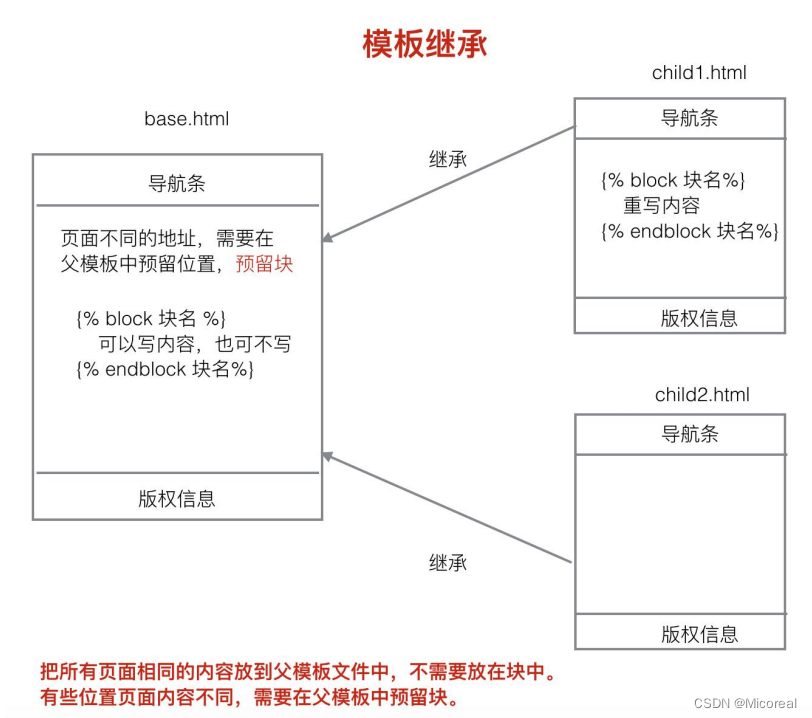 模板继承
base.html
导航条
页面不同的地址，需要在
父模板中预留位置，预留块
{% block 块名 %}
可以写内容，也可不写
{% endblock 块名%}
版权信息
继承
继承
child1.html
导航条
{% block 块名%}
重写内容
{% endblock 块名%}
版权信息
child2.html
导航条
版权信息
把所有页面相同的内容放到父模板文件中，不需要放在块中。
有些位置页面内容不同，需要在父模板中预留块。
CSDN @Micoreal